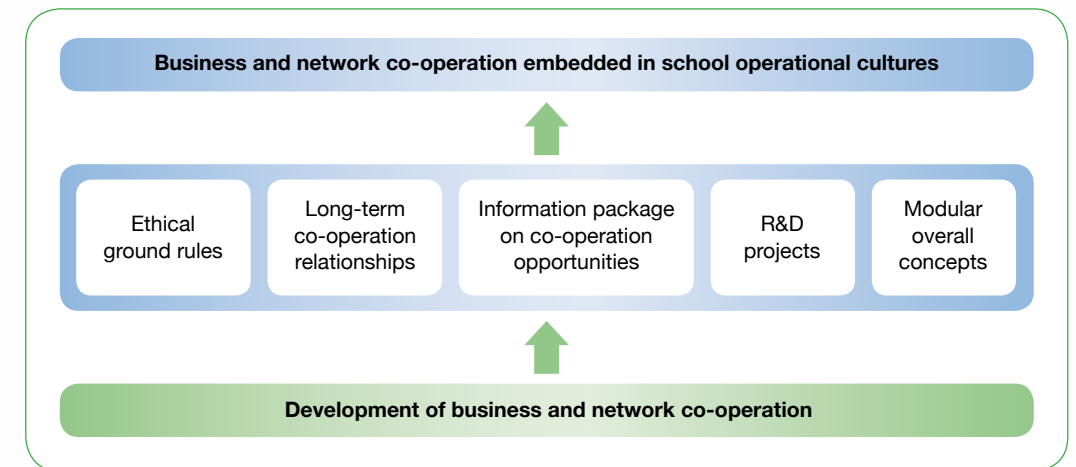 Business and network co-operation embedded in school operational cultures
Ethical
ground rules
Long-term
co-operation
relationships
Information package
on co-operation
opportunities
R&D
projects
Modular
overall
concepts
Development of business and network co-operation